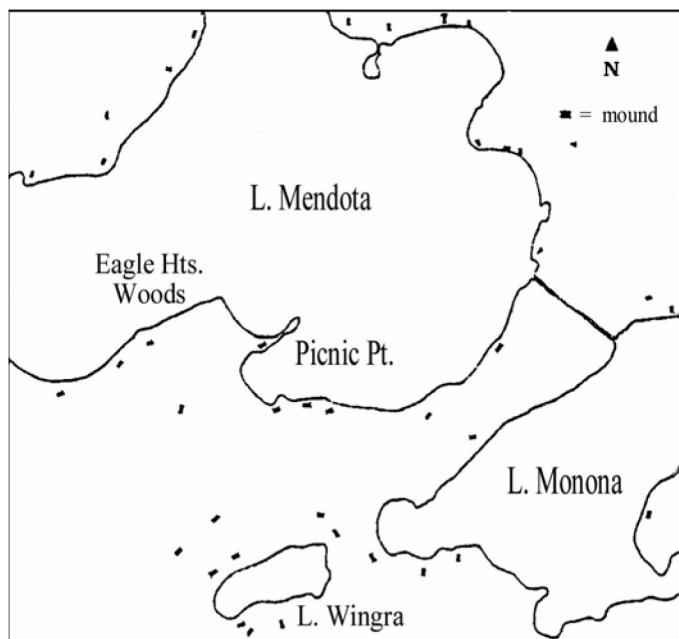 N
= mound
L. Mendota
Eagle Hts.
Woods
Picnic Pt.
L. Monona
L. Wingra